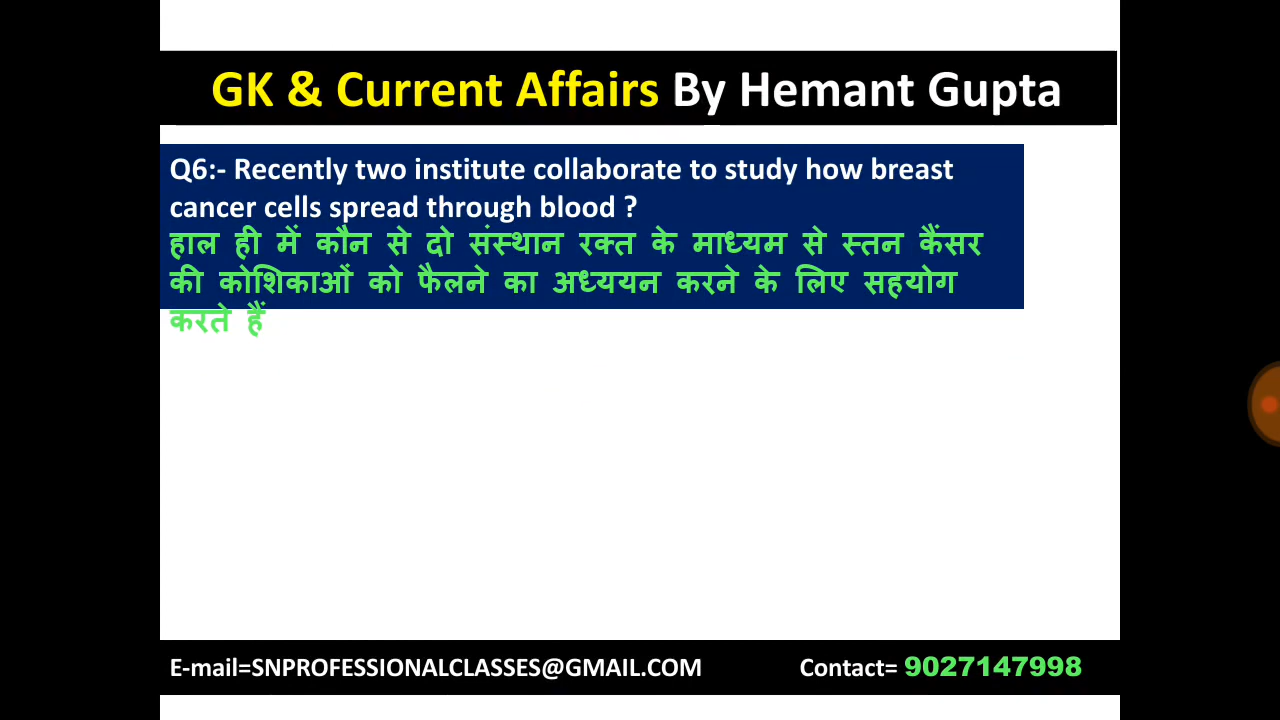 GK & Current Affairs By Hemant Gupta
Q6:- Recently two institute collaborate to study how breast
cancer cells spread through blood ?
हाल ही में कौन से दो संस्थान रक्त के माध्यम से स्तन कैंसर
की कोशिकाओं को फैलने का अध्ययन करने के लिए सहयोग
करते हैं
E-mail=SNPROFESSIONALCLASSES@GMAIL.COM Contact= 9027147998